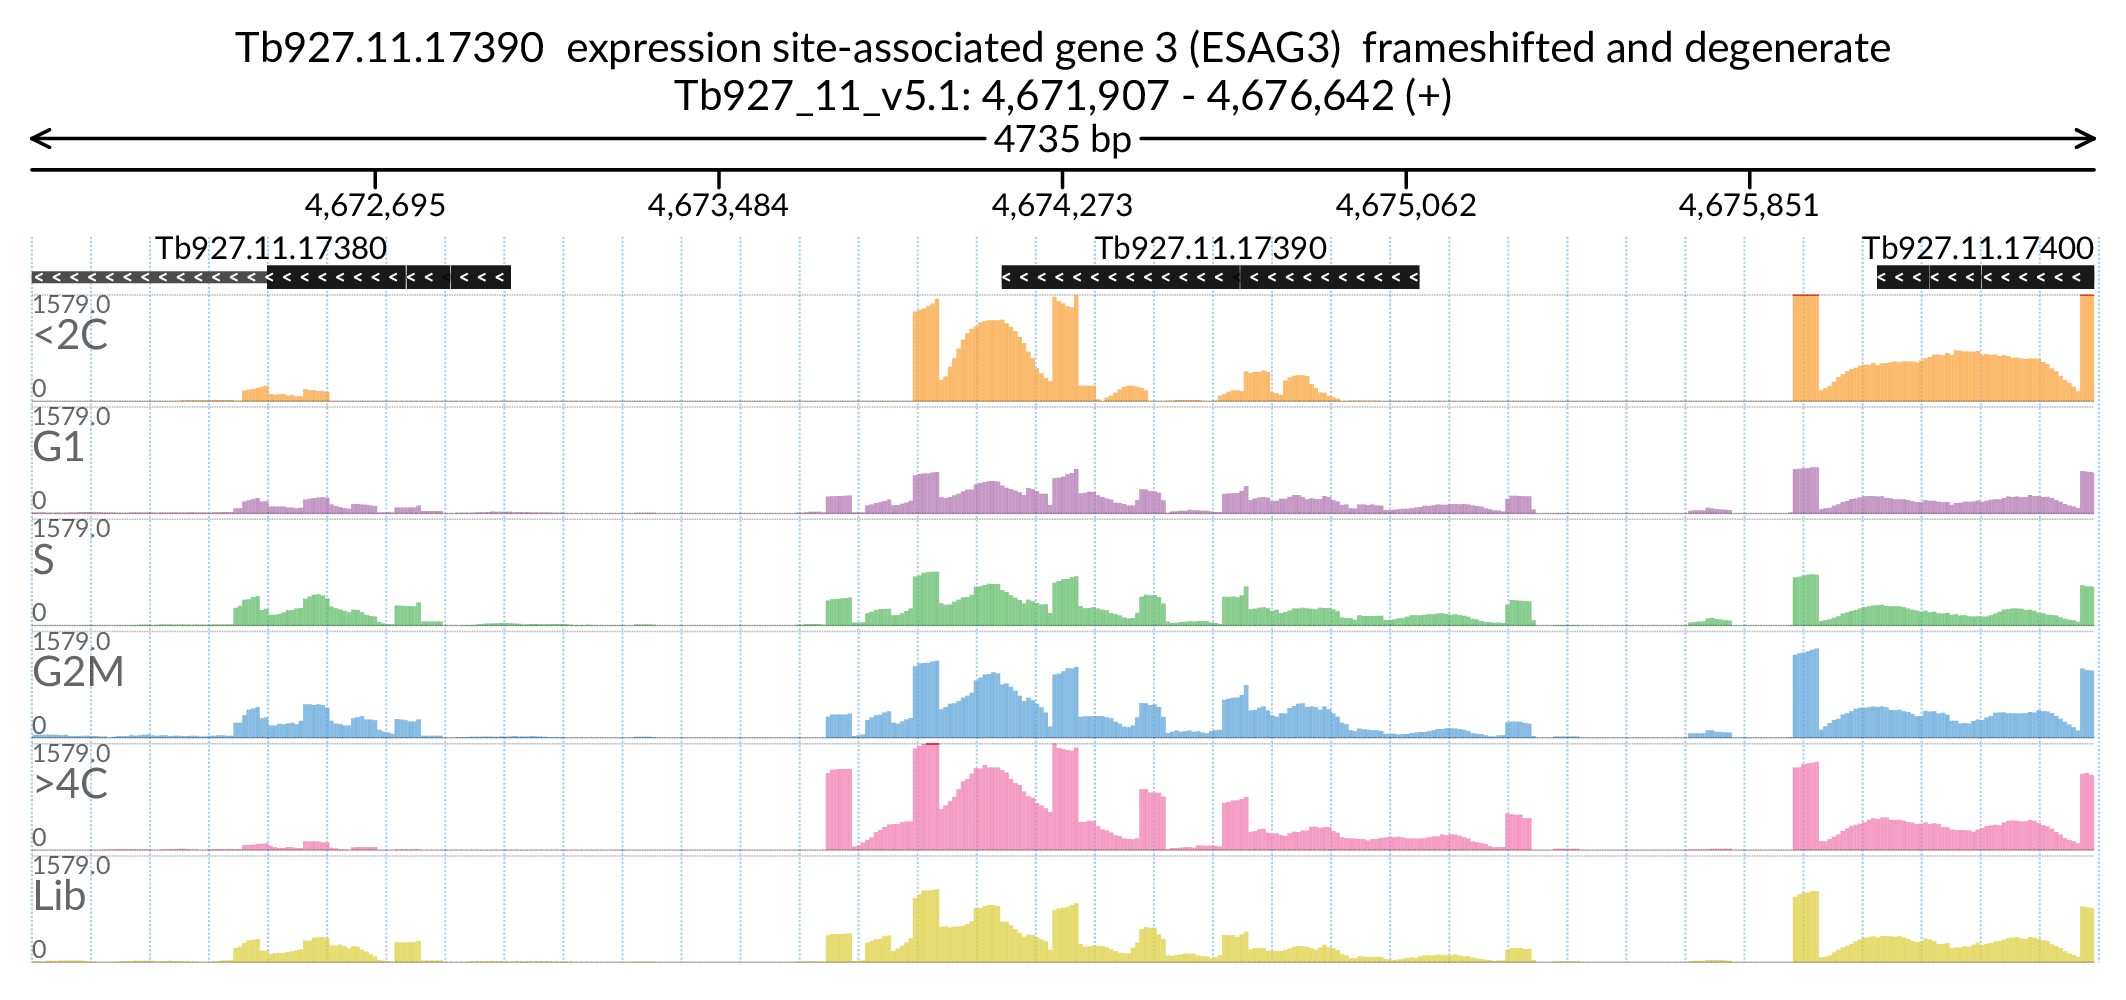 Tb927.11.17390  expression site-associated gene 3 (ESAG3)  frameshifted and degenerate
Tb927_11_v5.1: 4,671,907 - 4,676,642 (+)
4735 bp
4,672,695 4,673,484 4,674,273 4,675,062 4,675,851
Tb927.11.17380 Tb927.11.17390 Tb927.11.17400
1579.0
<2C
0
1579.0
G1
0
1579.0
S
0
1579.0
G2M
0
1579.0
>4C
0
1579.0
Lib
0